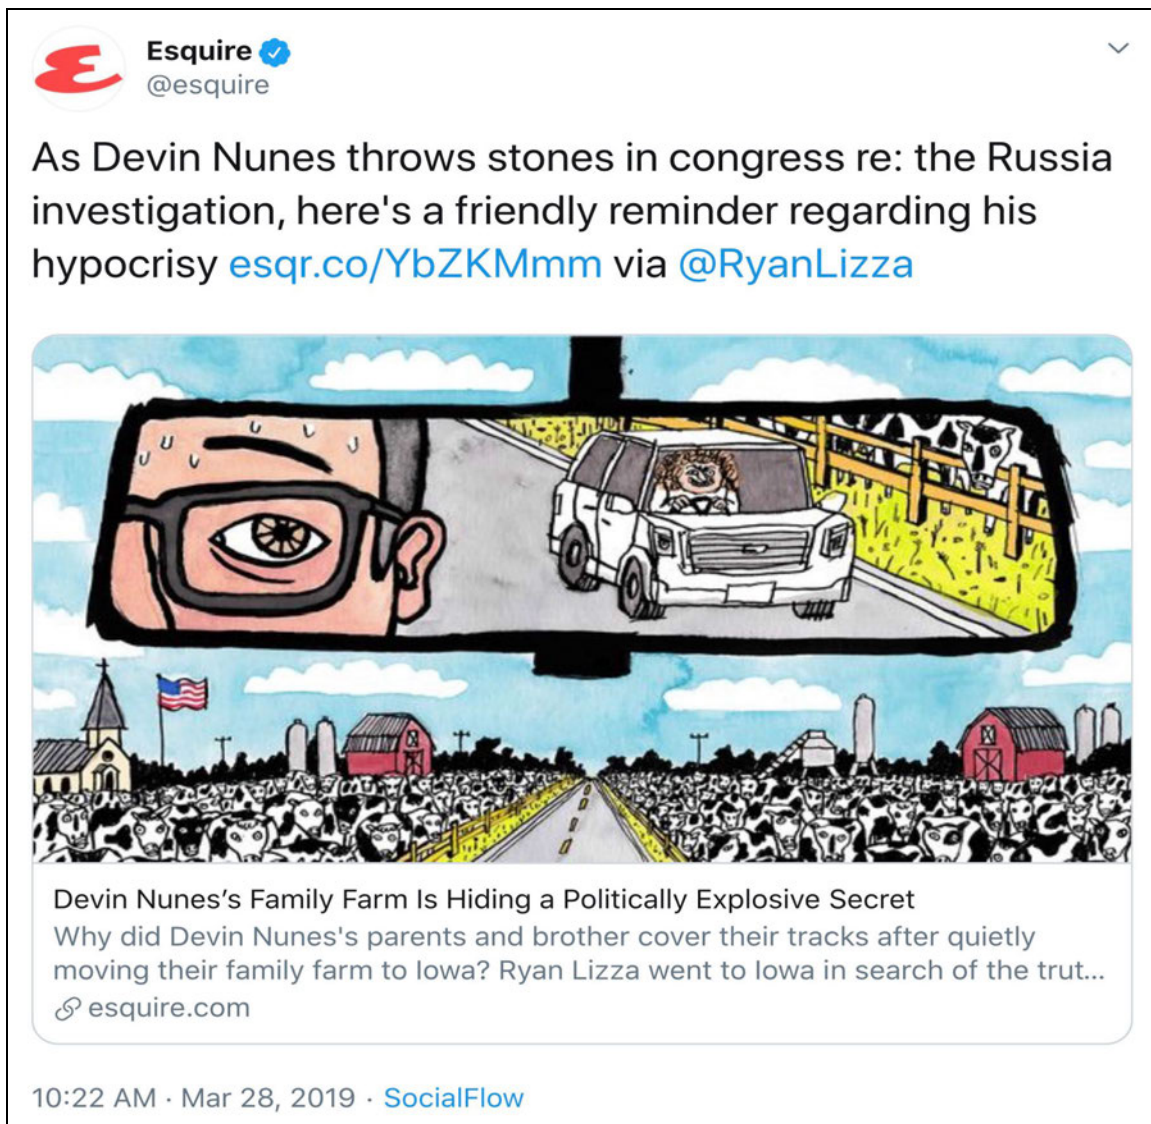 Esquire
@esquire
As Devin Nunes throws stones in congress re: the Russia
investigation, here's a friendly reminder regarding his
hypocrisy esqr.co/YbZKMmm via @RyanLizza
Devin Nunes’s Family Farm Is Hiding a Politically Explosive Secret
Why did Devin Nunes's parents and brother cover their tracks after quietly
moving their family farm to Iowa? Ryan Lizza went to Iowa in search of the trut...
esquire.com
10:22 AM · Mar 28, 2019 · SocialFlow